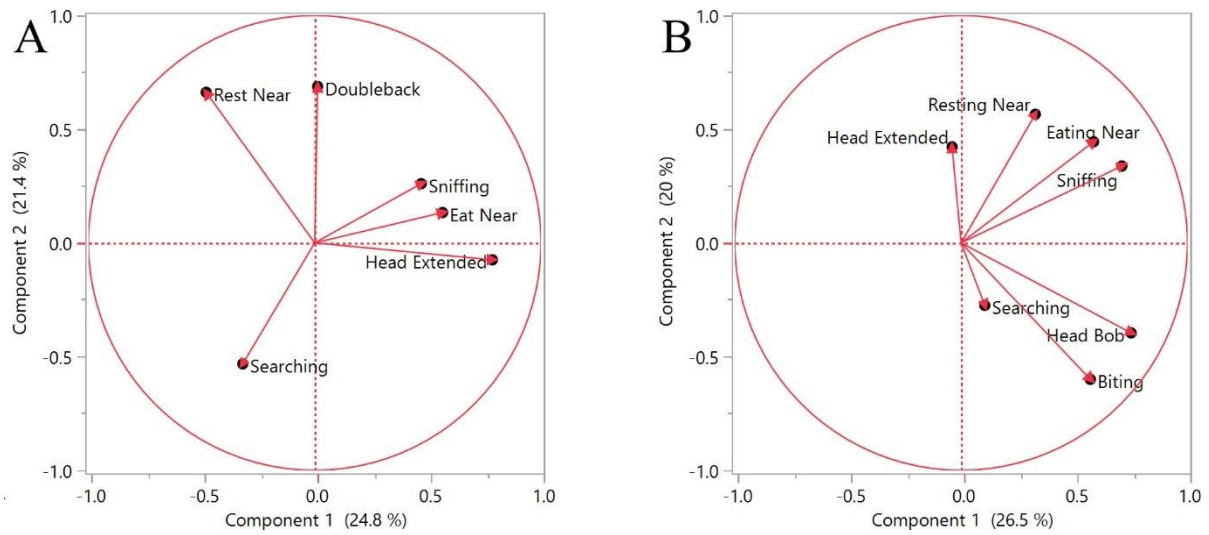 A
1.0
0.5
0.0
-0.5
-1.0
Component 2 (21.4 %)
Rest Near
Doubleback
Sniffing
Eat Near
Head Extended
Searching
-1.0 -0.5 0.0 0.5 1.0
Component 1 (24.8 %)
B
1.0
0.5
0.0
-0.5
-1.0
Component 2 (20 %)
Resting Near
Head Extended
Eating Near
Sniffing
Searching
Head Bob
Biting
-1.0 -0.5 0.0 0.5 1.0
Component 1 (26.5 %)